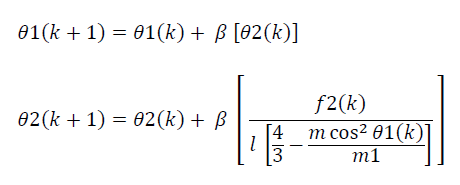 θ1(k + 1) = θ1(k) + β [θ2(k)]
θ2(k + 1) = θ2(k) + β [ f2(k) / ( l [ 4/3 − m cos² θ1(k) / m1 ] ) ]